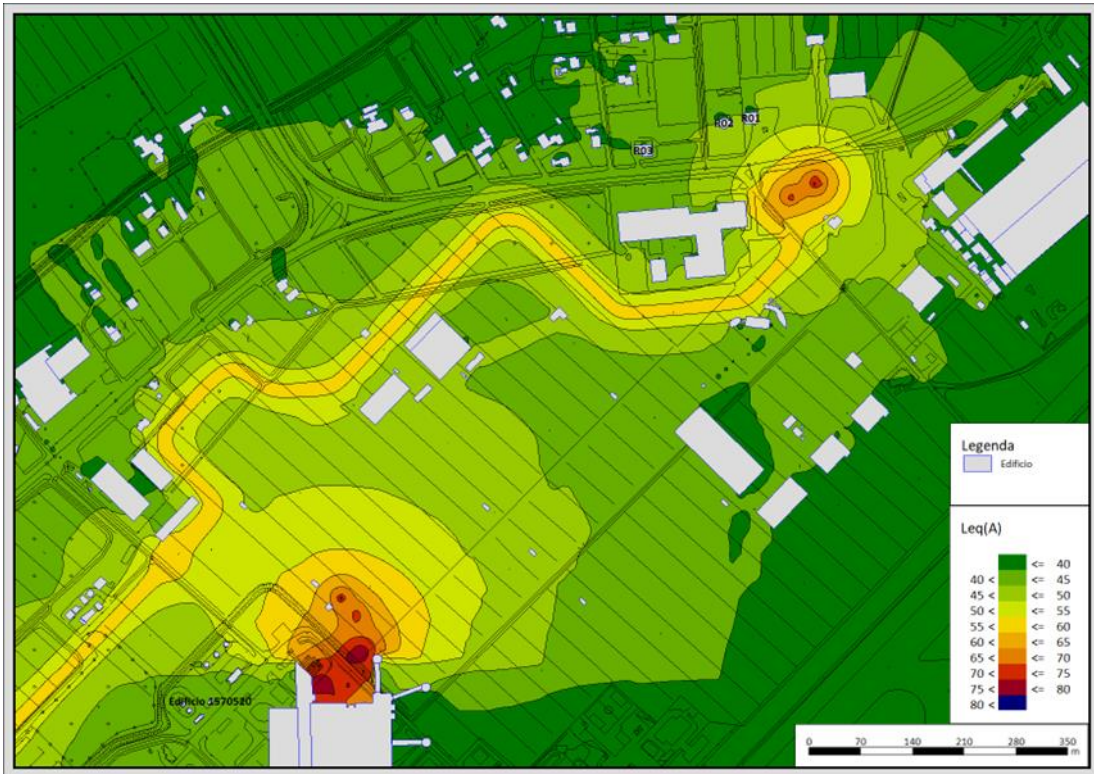 R02
R01
R03
Legenda
Edificio
Leq(A)
<= 40
40 < <= 45
45 < <= 50
50 < <= 55
55 < <= 60
60 < <= 65
65 < <= 70
70 < <= 75
75 < <= 80
80 <
Edificio 1570520
0 70 140 210 280 350
m